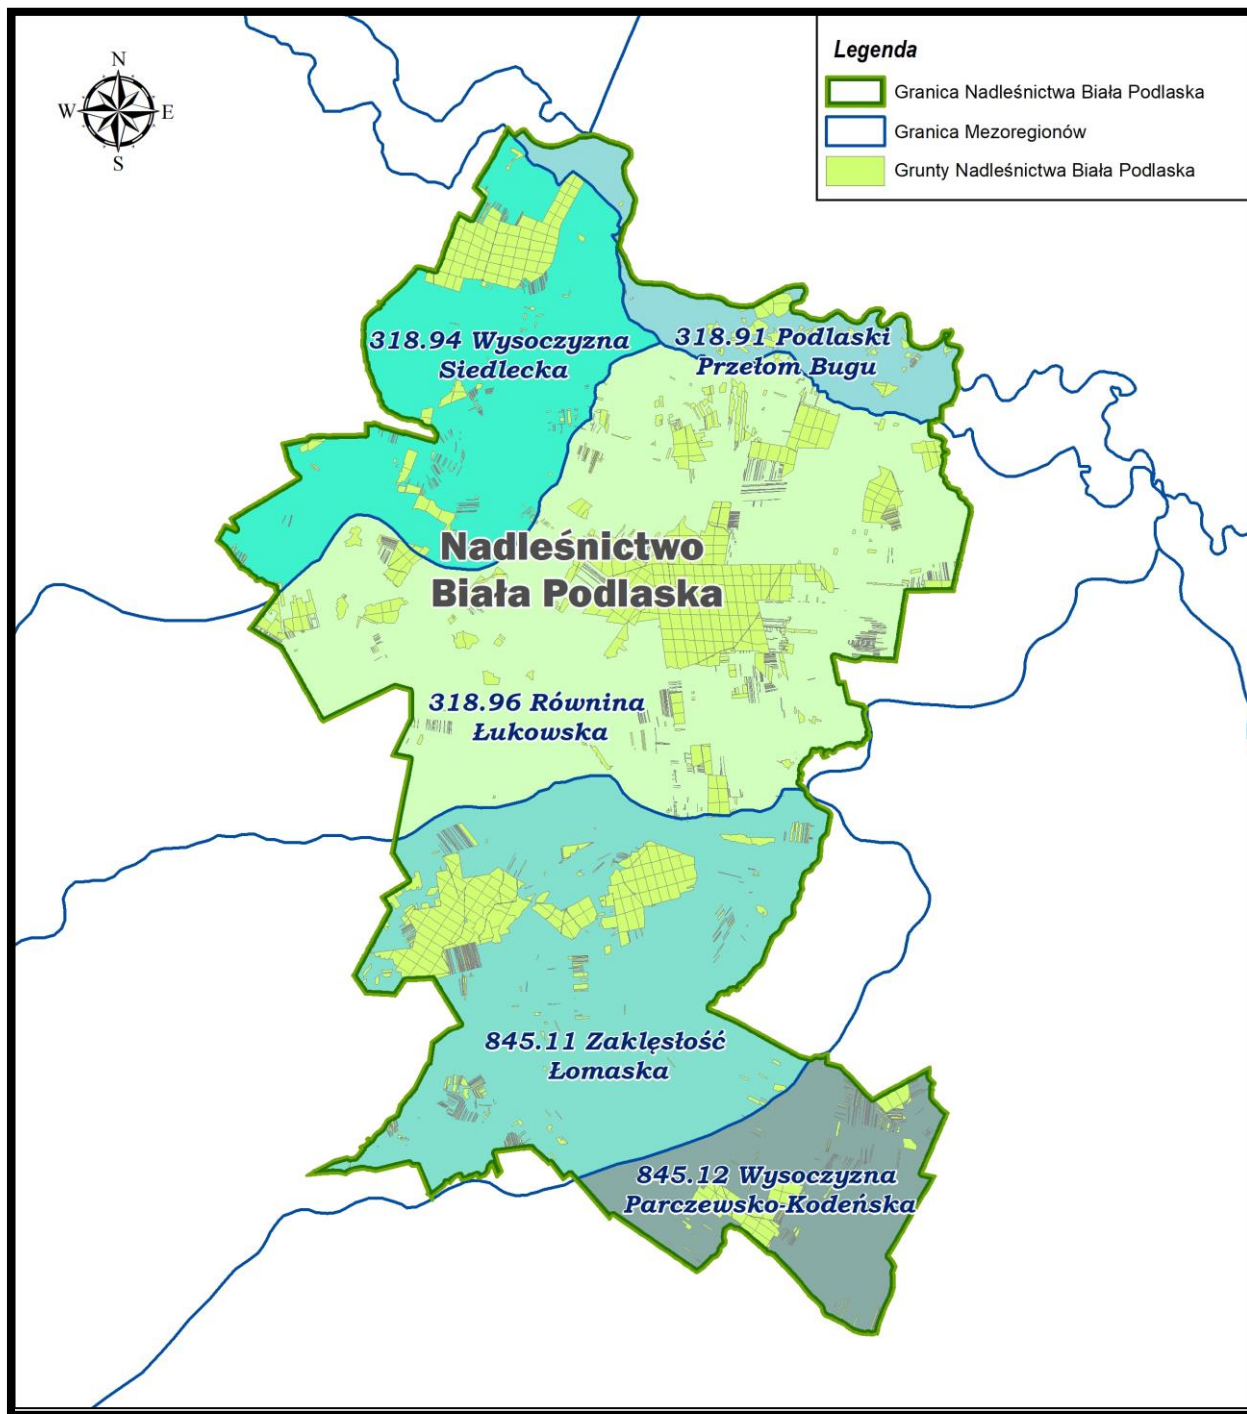 N
W
E
S
Legenda
Granica Nadleśnictwa Biała Podlaska
Granica Mezoregionów
Grunty Nadleśnictwa Biała Podlaska
318.94 Wysoczyzna
Siedlecka
318.91 Podlaski
Przełom Bugu
Nadleśnictwo
Biała Podlaska
318.96 Równina
Łukowska
845.11 Zaklęsłość
Łomaska
845.12 Wysoczyzna
Parczewsko-Kodeńska